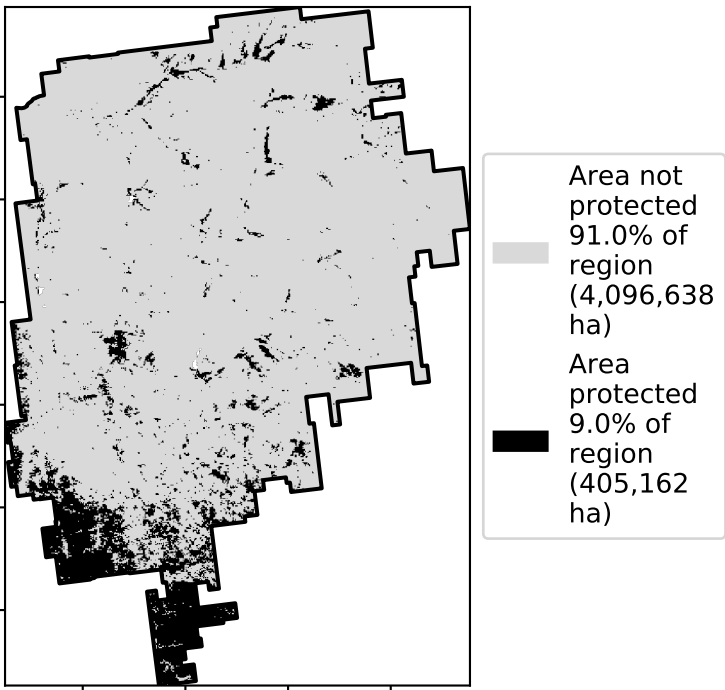 Area not
protected
91.0% of
region
(4,096,638
ha)
Area
protected
9.0% of
region
(405,162
ha)